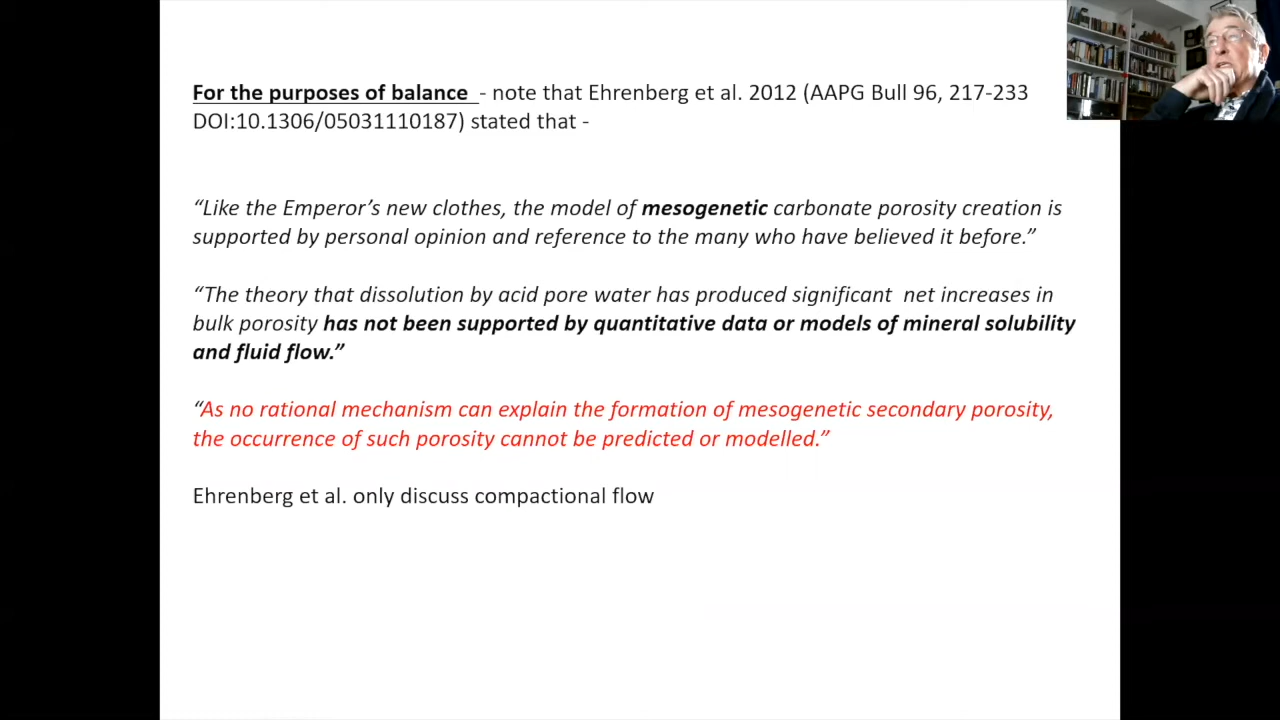 For the purposes of balance - note that Ehrenberg et al. 2012 (AAPG Bull 96, 217-233
DOI:10.1306/05031110187) stated that -
“Like the Emperor’s new clothes, the model of mesogenetic carbonate porosity creation is
supported by personal opinion and reference to the many who have believed it before.”
“The theory that dissolution by acid pore water has produced significant net increases in
bulk porosity has not been supported by quantitative data or models of mineral solubility
and fluid flow.”
“As no rational mechanism can explain the formation of mesogenetic secondary porosity,
the occurrence of such porosity cannot be predicted or modelled.”
Ehrenberg et al. only discuss compactional flow